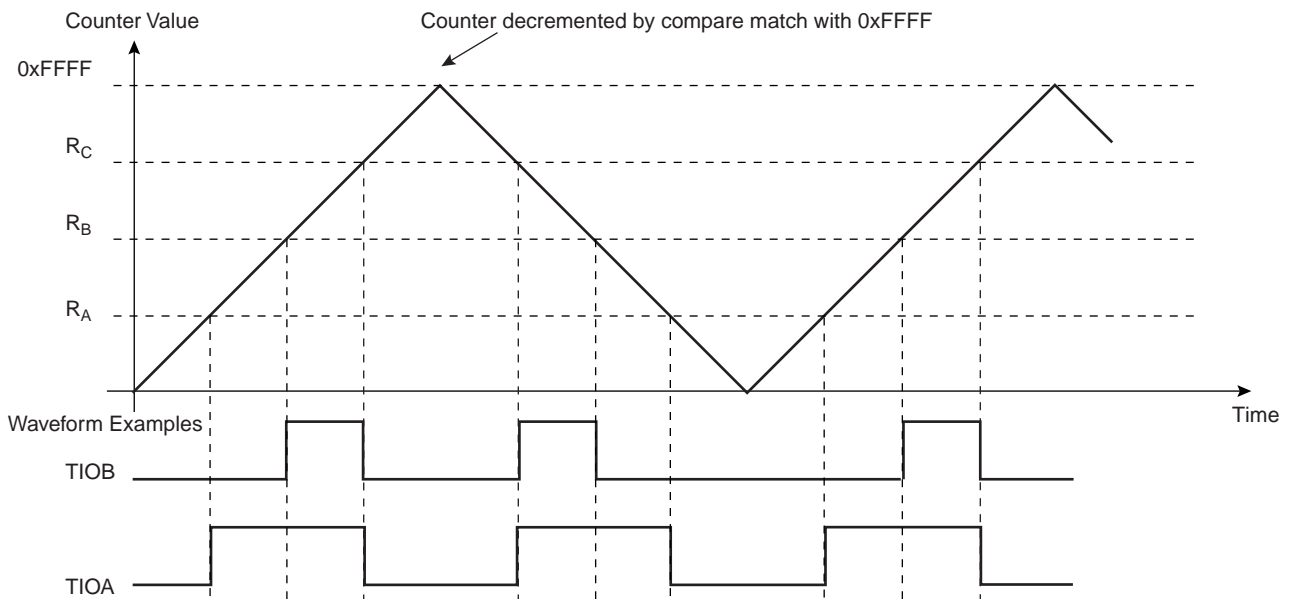 Counter Value
Counter decremented by compare match with 0xFFFF
0xFFFF
RC
RB
RA
Time
Waveform Examples
TIOB
TIOA